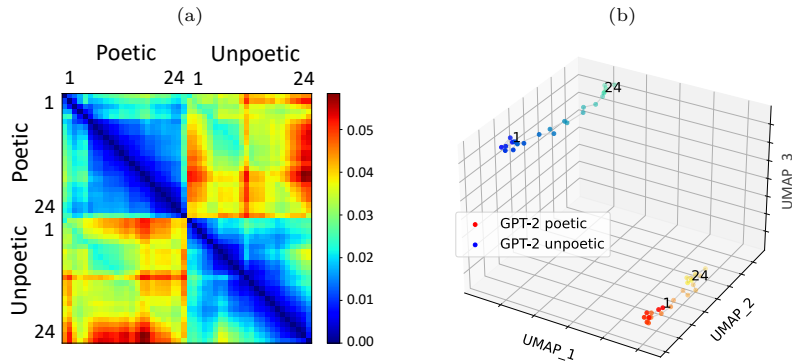 (a)
Poetic Unpoetic
1 24 1 24
1
Poetic
24
1
Unpoetic
24
0.05
0.04
0.03
0.02
0.01
0.00
(b)
24
1
GPT-2 poetic
GPT-2 unpoetic
24
1
UMAP_1
UMAP_2
UMAP_3